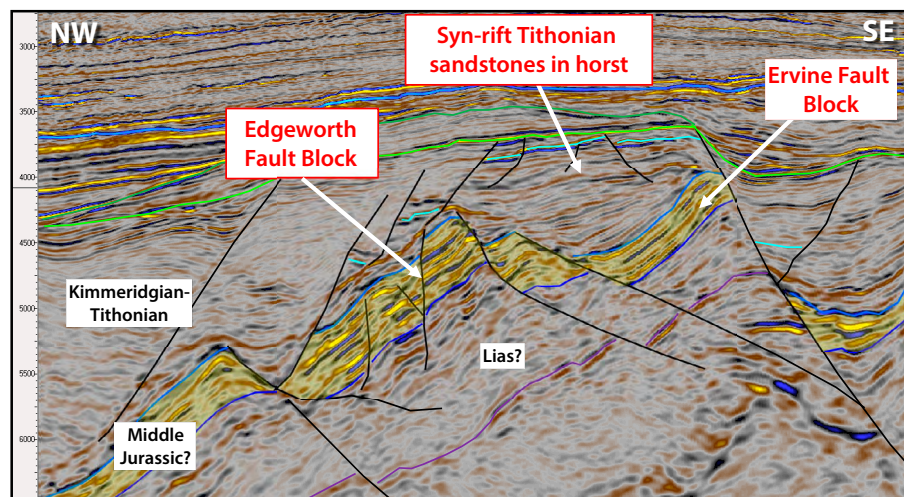 NW
SE
Syn-rift Tithonian
sandstones in horst
Ervine Fault
Block
Edgeworth
Fault Block
3000
3500
4000
4500
5000
5500
6000
Kimmeridgian-
Tithonian
Lias?
Middle
Jurassic?